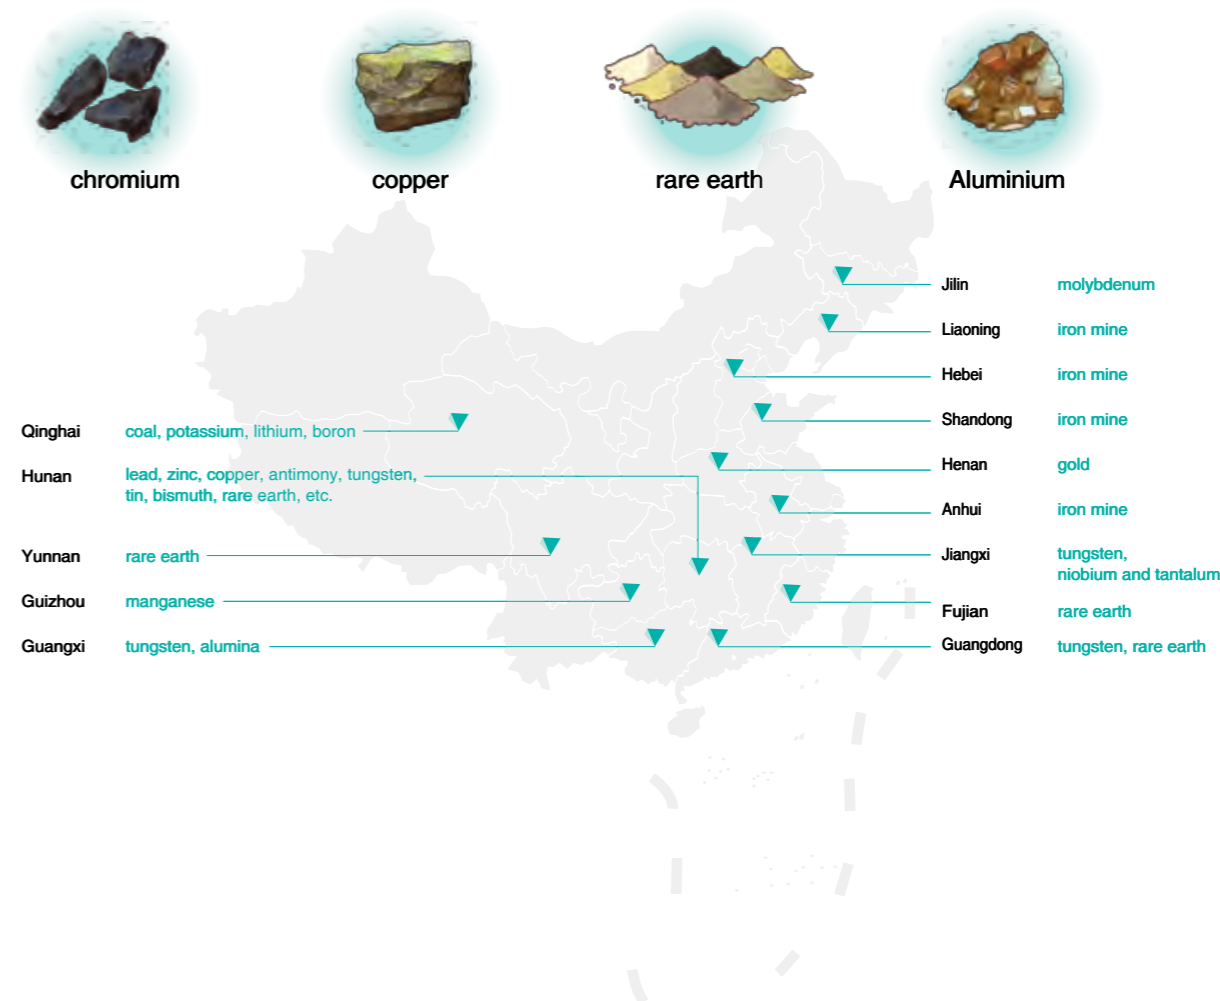 chromium
copper
rare earth
Aluminium
Jilin molybdenum
Liaoning iron mine
Hebei iron mine
Shandong iron mine
Henan gold
Anhui iron mine
Jiangxi tungsten,
niobium and tantalum
Fujian rare earth
Guangdong tungsten, rare earth
Qinghai coal, potassium, lithium, boron
Hunan lead, zinc, copper, antimony, tungsten,
tin, bismuth, rare earth, etc.
Yunnan rare earth
Guizhou manganese
Guangxi tungsten, alumina